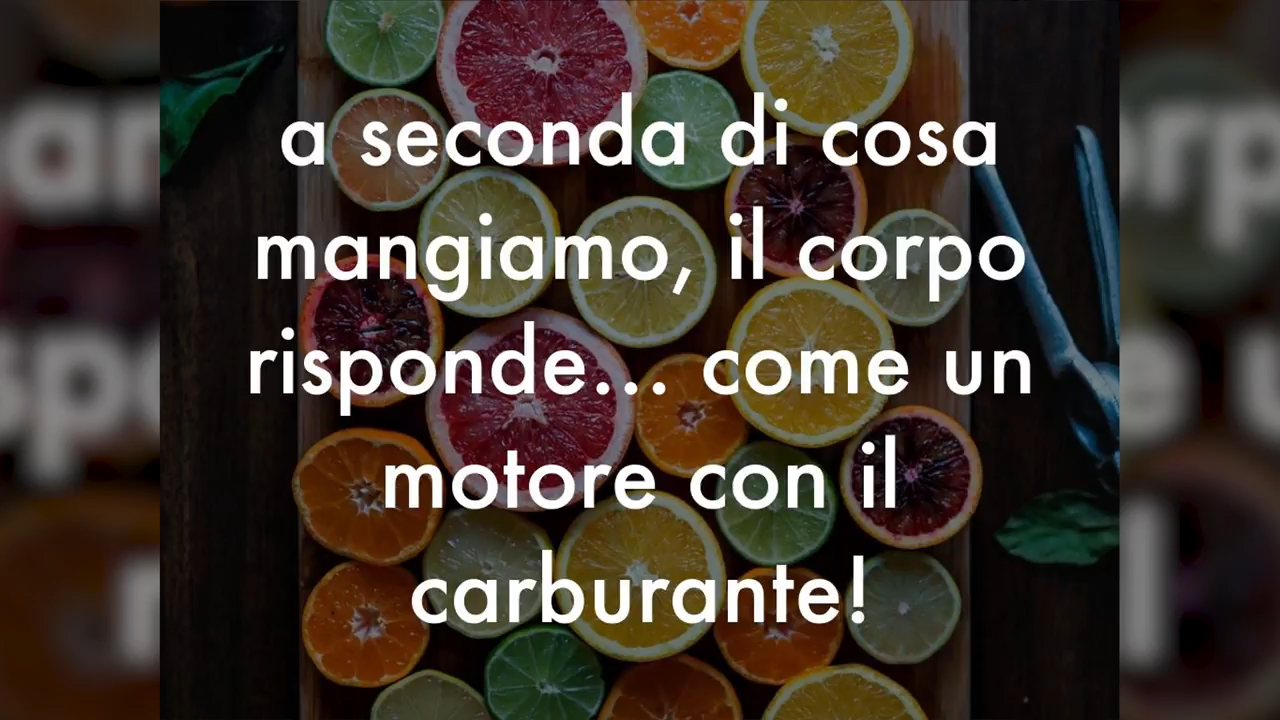 a seconda di cosa
mangiamo, il corpo
risponde... come un
motore con il
carburante!